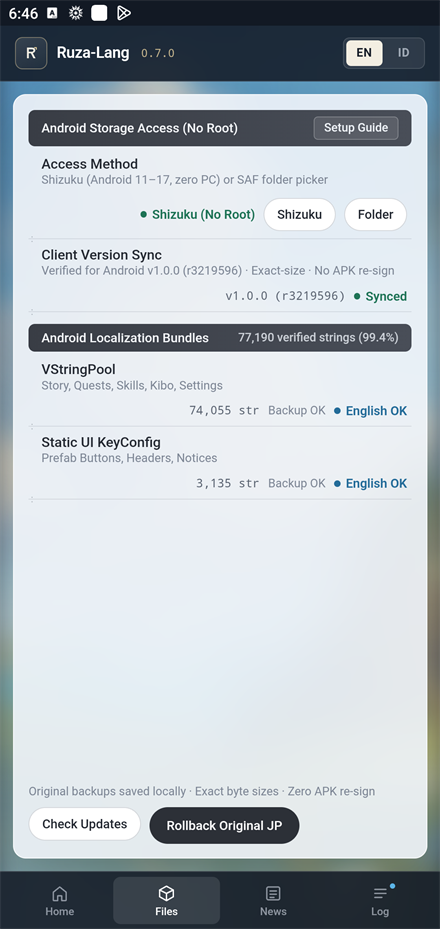 6:46
A
R
Ruza-Lang 0.7.0
EN ID
Android Storage Access (No Root) Setup Guide
Access Method
Shizuku (Android 11–17, zero PC) or SAF folder picker
Shizuku (No Root) Shizuku Folder
Client Version Sync
Verified for Android v1.0.0 (r3219596) · Exact-size · No APK re-sign
v1.0.0 (r3219596) Synced
Android Localization Bundles 77,190 verified strings (99.4%)
VStringPool
Story, Quests, Skills, Kibo, Settings
74,055 str Backup OK English OK
Static UI KeyConfig
Prefab Buttons, Headers, Notices
3,135 str Backup OK English OK
Original backups saved locally · Exact byte sizes · Zero APK re-sign
Check Updates Rollback Original JP
Home Files News Log